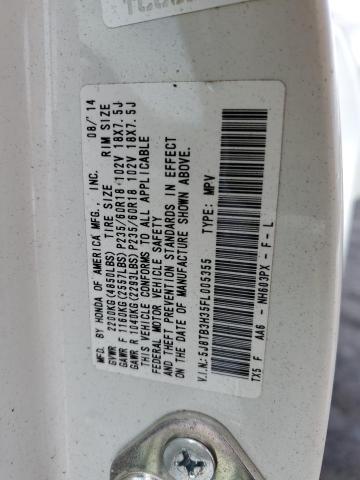 MFD. BY HONDA OF AMERICA MFG., INC. 08/'14
GVWR 2200KG(4850LBS) TIRE SIZE RIM SIZE
GAWR F 1160KG(2557LBS) P235/60R18 102V 18X7.5J
GAWR R 1040KG(2293LBS) P235/60R18 102V 18X7.5J
THIS VEHICLE CONFORMS TO ALL APPLICABLE
FEDERAL MOTOR VEHICLE SAFETY
AND THEFT PREVENTION STANDARDS IN EFFECT
ON THE DATE OF MANUFACTURE SHOWN ABOVE.
V.I.N.: 5J8TB3H35FL005355 TYPE: MPV
TX5 F AA6 - NH603PX - F - L